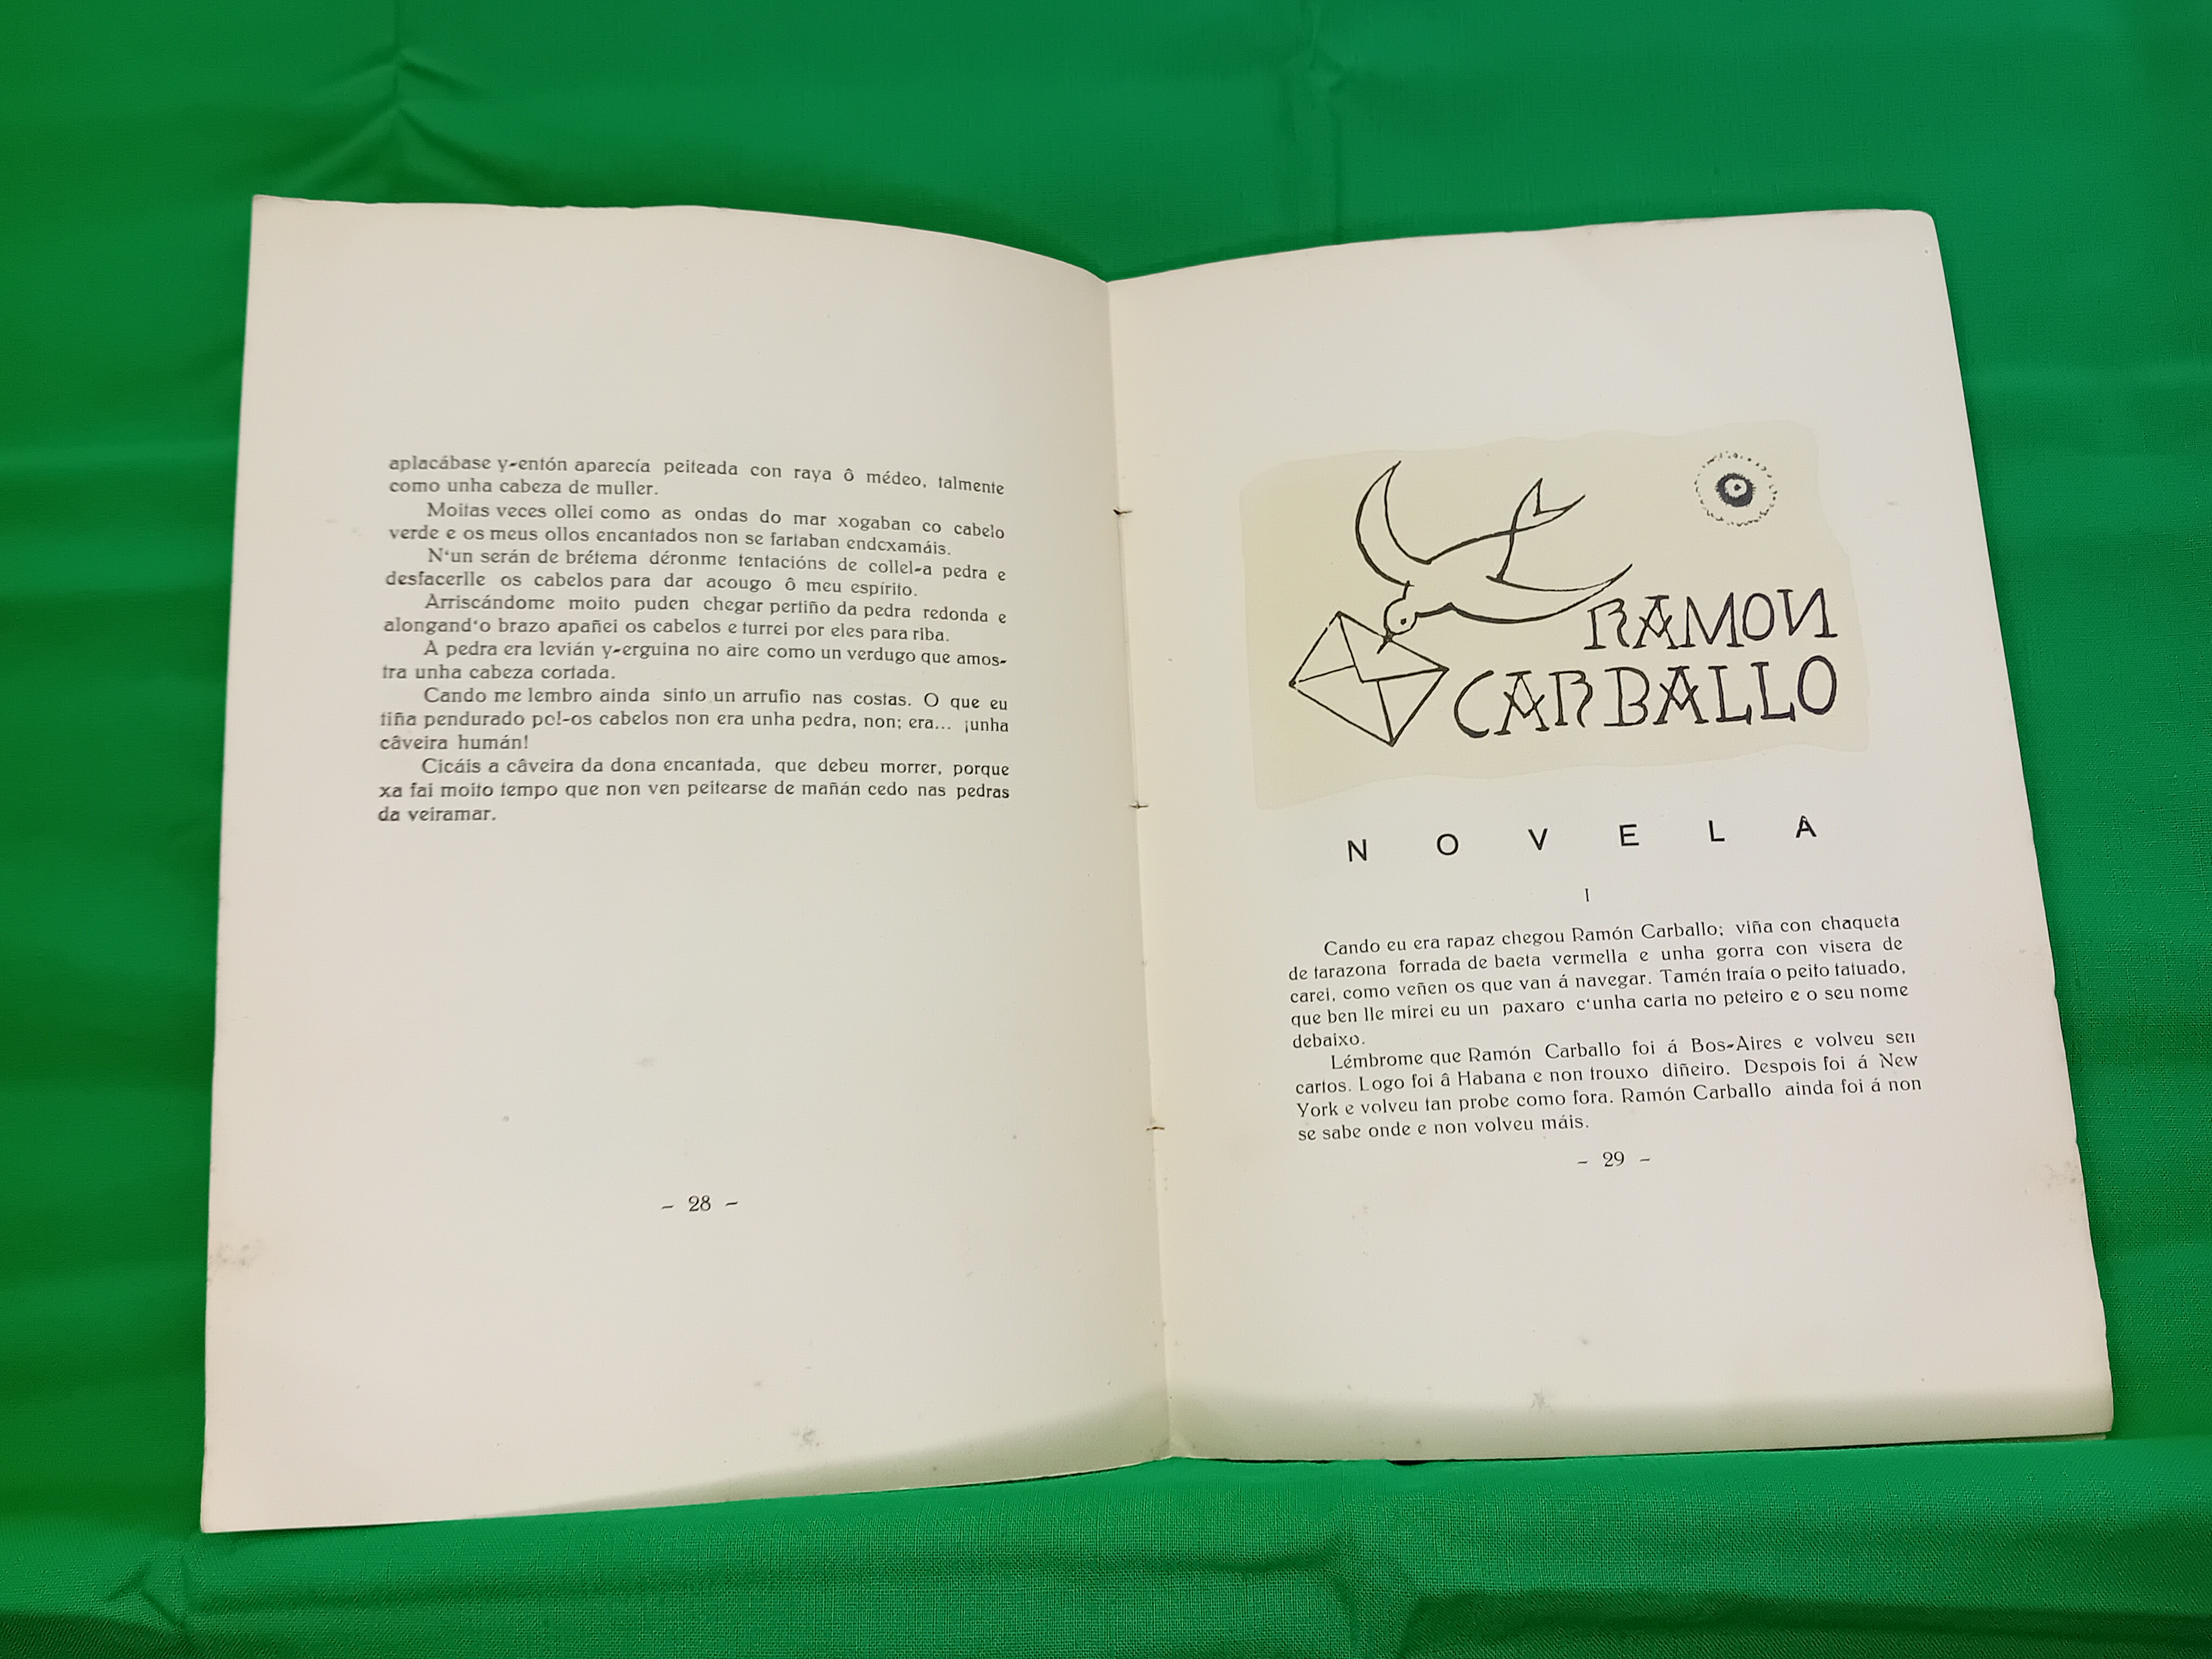 aplacábase y-entón aparecía peiteada con raya ô médeo, talmente
como unha cabeza de muller.
Moitas veces ollei como as ondas do mar xogaban co cabelo
verde e os meus ollos encantados non se fartaban endexamáis.
N‘un serán de brétema déronme tentacións de collel-a pedra e
desfacerlle os cabelos para dar acougo ô meu espírito.
Arriscándome moito puden chegar pertiño da pedra redonda e
alongand‘o brazo apañei os cabelos e turrei por eles para riba.
A pedra era levián y-erguina no aire como un verdugo que amos-
tra unha cabeza cortada.
Cando me lembro ainda sinto un arrufio nas costas. O que eu
tiña pendurado pol-os cabelos non era unha pedra, non; era... ¡unha
câveira humán!
Cicáis a câveira da dona encantada, que debeu morrer, porque
xa fai moito tempo que non ven peitearse de mañán cedo nas pedras
da veiramar.
– 28 –
RAMON
CARBALLO
NOVELA
I
Cando eu era rapaz chegou Ramón Carballo; viña con chaqueta
de tarazona forrada de baeta vermella e unha gorra con visera de
carei, como veñen os que van á navegar. Tamén traía o peito tatuado,
que ben lle mirei eu un paxaro c‘unha carta no peteiro e o seu nome
debaixo.
Lémbrome que Ramón Carballo foi á Bos-Aires e volveu sen
cartos. Logo foi â Habana e non trouxo diñeiro. Despois foi á New
York e volveu tan probe como fora. Ramón Carballo ainda foi á non
se sabe onde e non volveu máis.
– 29 –